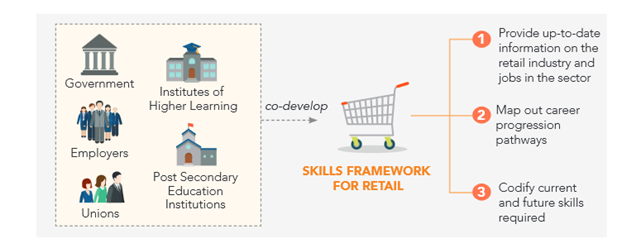 Government
Institutes of
Higher Learning
Employers
Post Secondary
Education
Institutions
Unions
co-develop
SKILLS FRAMEWORK
FOR RETAIL
1
Provide up-to-date
information on the
retail industry and
jobs in the sector
2
Map out career
progression
pathways
3
Codify current
and future skills
required